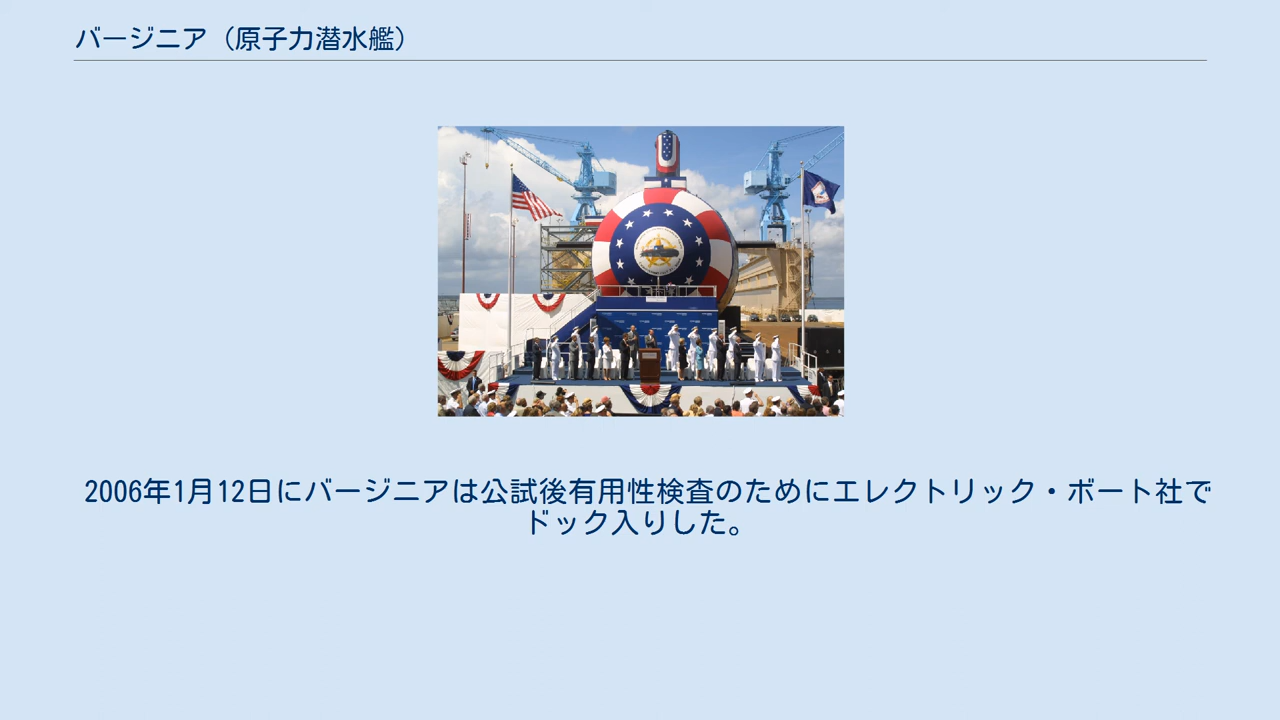 バージニア（原子力潜水艦）
2006年1月12日にバージニアは公試後有用性検査のためにエレクトリック・ボート社で
ドック入りした。